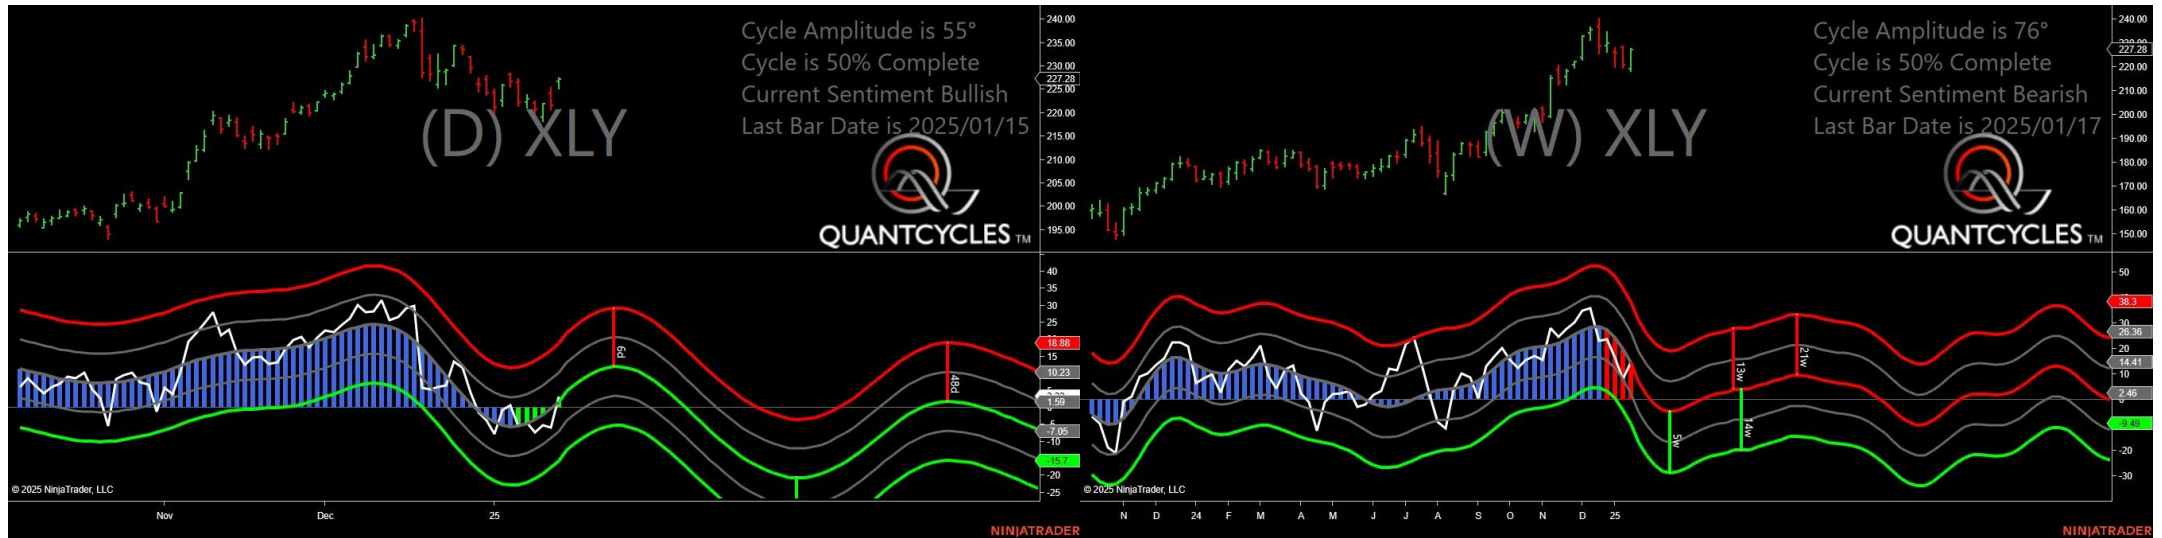 Cycle Amplitude is 55°
Cycle is 50% Complete
Current Sentiment Bullish
Last Bar Date is 2025/01/15
(D) XLY
QUANTCYCLES TM
240.00
235.00
230.00
227.28
225.00
220.00
215.00
210.00
205.00
200.00
195.00
40
35
30
25
18.88
15
10.23
5
1.59
-7.05
-10
-15.7
-20
-25
6d
48d
© 2025 NinjaTrader, LLC
Nov
Dec
25
NINJATRADER
Cycle Amplitude is 76°
Cycle is 50% Complete
Current Sentiment Bearish
Last Bar Date is 2025/01/17
(W) XLY
QUANTCYCLES TM
240.00
227.28
220.00
210.00
200.00
190.00
180.00
170.00
160.00
150.00
50
38.3
30
26.36
20
14.41
10
2.46
0
-9.49
-20
-30
5w
13w
14w
21w
© 2025 NinjaTrader, LLC
N D 24 F M A M J J A S O N D 25
NINJATRADER